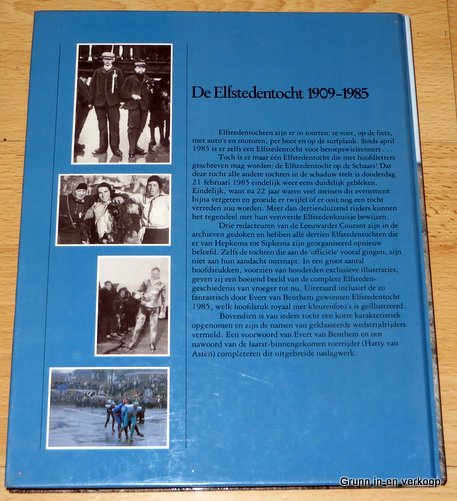 De Elfstedentocht 1909-1985
Elfstedentochten zijn er in soorten: te voet, op de fiets,
met auto's en motoren, per boot en op de surfplank. Sinds april
1985 is er zelfs een Elfstedentocht voor beroepswielrenners . . .
Toch is er maar één Elfstedentocht die met hoofdletters
geschreven mag worden: de Elfstedentocht op de Schaats! Dat
deze tocht alle andere tochten in de schaduw stelt is donderdag
21 februari 1985 eindelijk weer eens duidelijk gebleken.
Eindelijk, want na 22 jaar waren veel mensen dit evenement
bijna vergeten en groeide er twijfel of er ooit nog een tocht
verreden zou worden. Meer dan dertienduizend rijders kunnen
het tegendeel met hun veroverde Elfstedenkruisje bewijzen.
Drie redacteuren van de Leeuwarder Courant zijn in de
archieven gedoken en hebben alle dertien Elfstedentochten die
er van Hepkema tot Sipkema zijn georganiseerd opnieuw
beleefd. Zelfs de tochten die aan de 'officiële' vooraf gingen, zijn
niet aan hun aandacht ontsnapt. In een groot aantal
hoofdstukken, voorzien van honderden exclusieve illustraties,
geven zij een boeiend beeld van de complete Elfsteden-
geschiedenis van vroeger tot nu. Uiteraard inclusief de zo
fantastisch door Evert van Benthem gewonnen Elfstedentocht
1985, welk hoofdstuk royaal met kleurenfoto's is geïllustreerd.
Bovendien is van iedere tocht een korte karakteristiek
opgenomen en zijn de namen van geklasseerde wedstrijdrijders
vermeld. Een voorwoord van Evert van Benthem en een
nawoord van de laatst-binnengekomen toerrijder (Harry van
Asten) completeren dit uitgebreide naslagwerk.
Grunn in-en verkoop